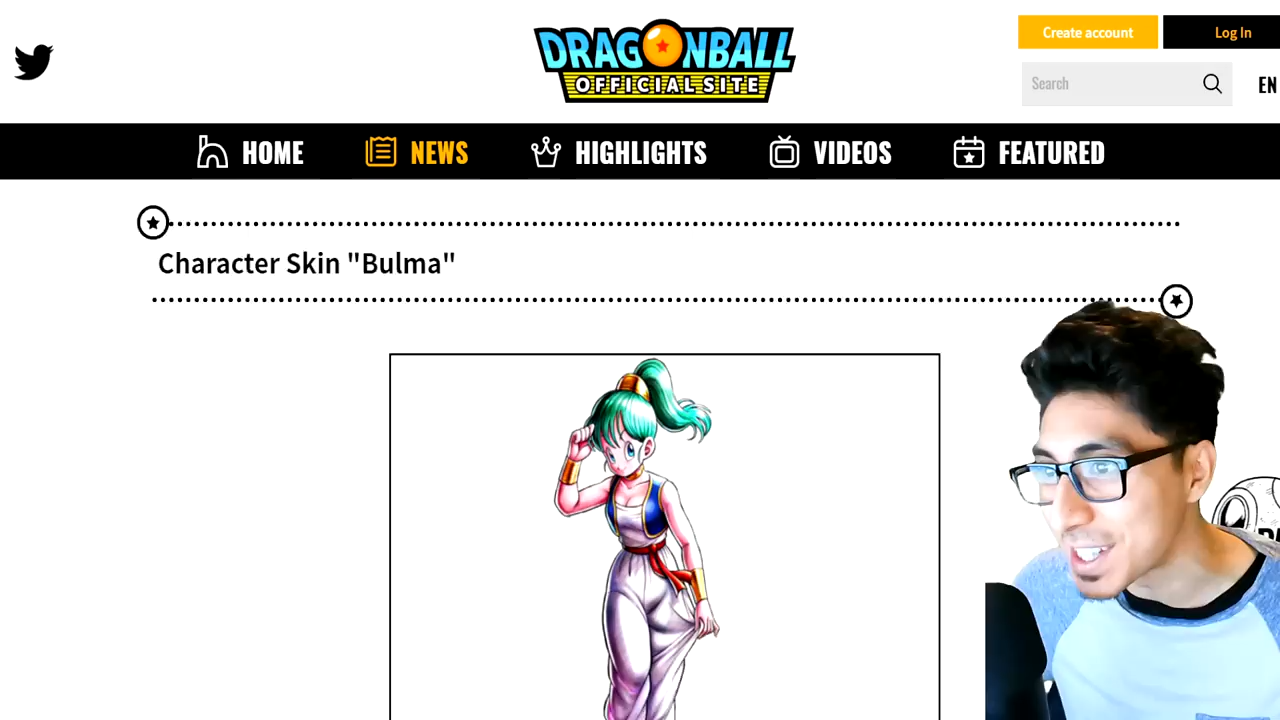 DRAGONBALL
OFFICIAL SITE
Create account
Log In
Search
EN
HOME
NEWS
HIGHLIGHTS
VIDEOS
FEATURED
Character Skin "Bulma"